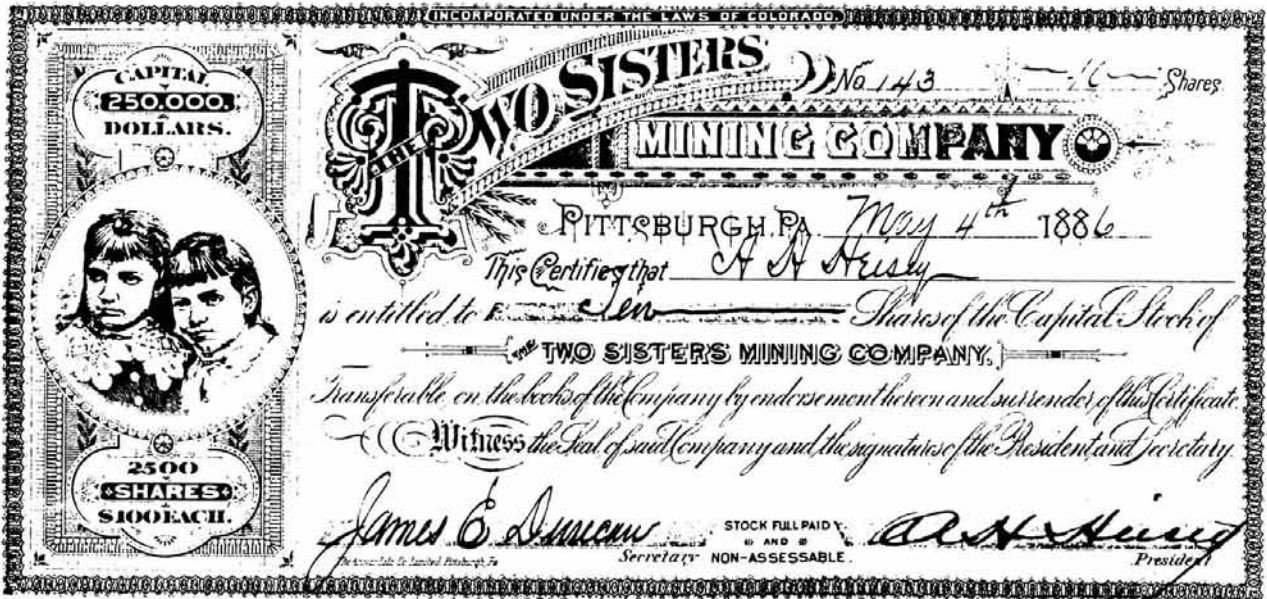 INCORPORATED UNDER THE LAWS OF COLORADO.
CAPITAL
250.000.
DOLLARS.
2500
SHARES
$100 EACH.
THE TWO SISTERS
MINING COMPANY
No. 143 Shares
PITTSBURGH, PA. May 4th 1886
This Certifies that A H Heisey
is entitled to Ten Shares of the Capital Stock of
THE TWO SISTER'S MINING COMPANY.
Transferable on the books of the Company by endorsement hereon and surrender of this Certificate
Witness the Seal of said Company and the signatures of the President and Secretary.
James E Duncan
Secretary
STOCK FULL PAID
AND
NON-ASSESSABLE.
A H Heisey
President